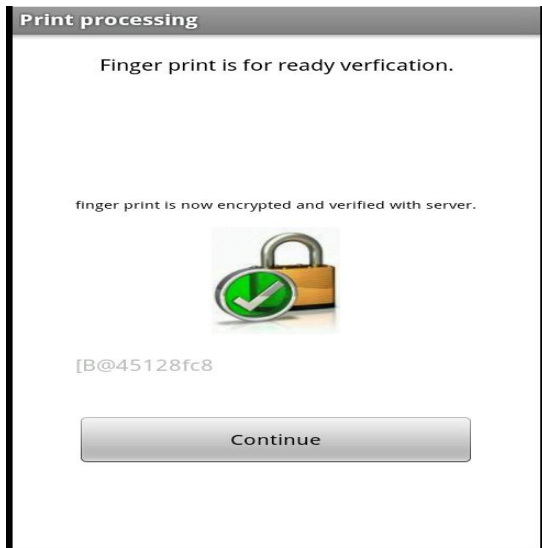 Print processing
Finger print is for ready verfication.
finger print is now encrypted and verified with server.
[B@45128fc8
Continue